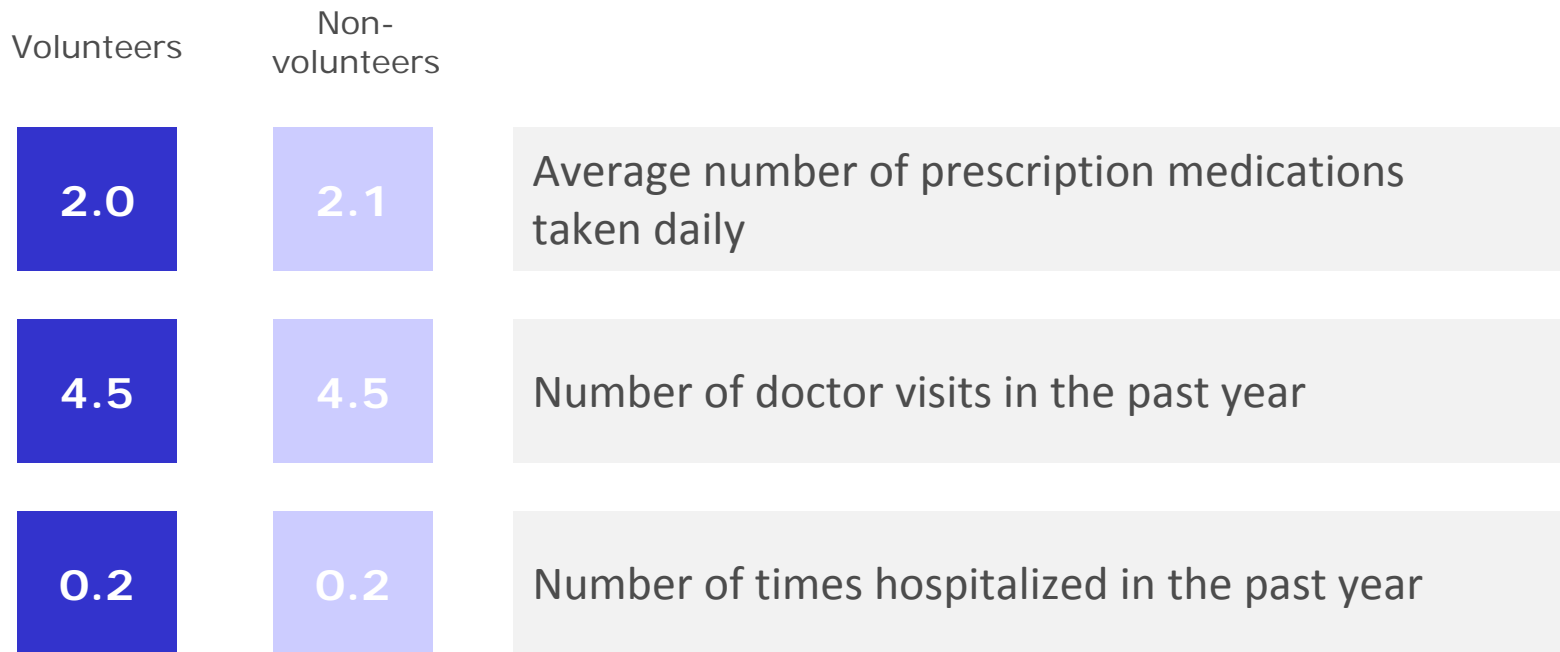 Volunteers
Non-
volunteers
2.0
2.1
Average number of prescription medications
taken daily
4.5
4.5
Number of doctor visits in the past year
0.2
0.2
Number of times hospitalized in the past year